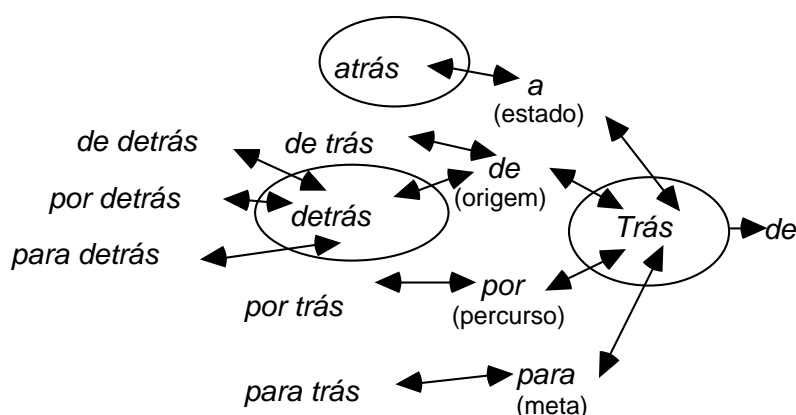 atrás
a
(estado)
de detrás
de trás
de
(origem)
por detrás
detrás
Trás
de
para detrás
por trás
por
(percurso)
para trás
para
(meta)